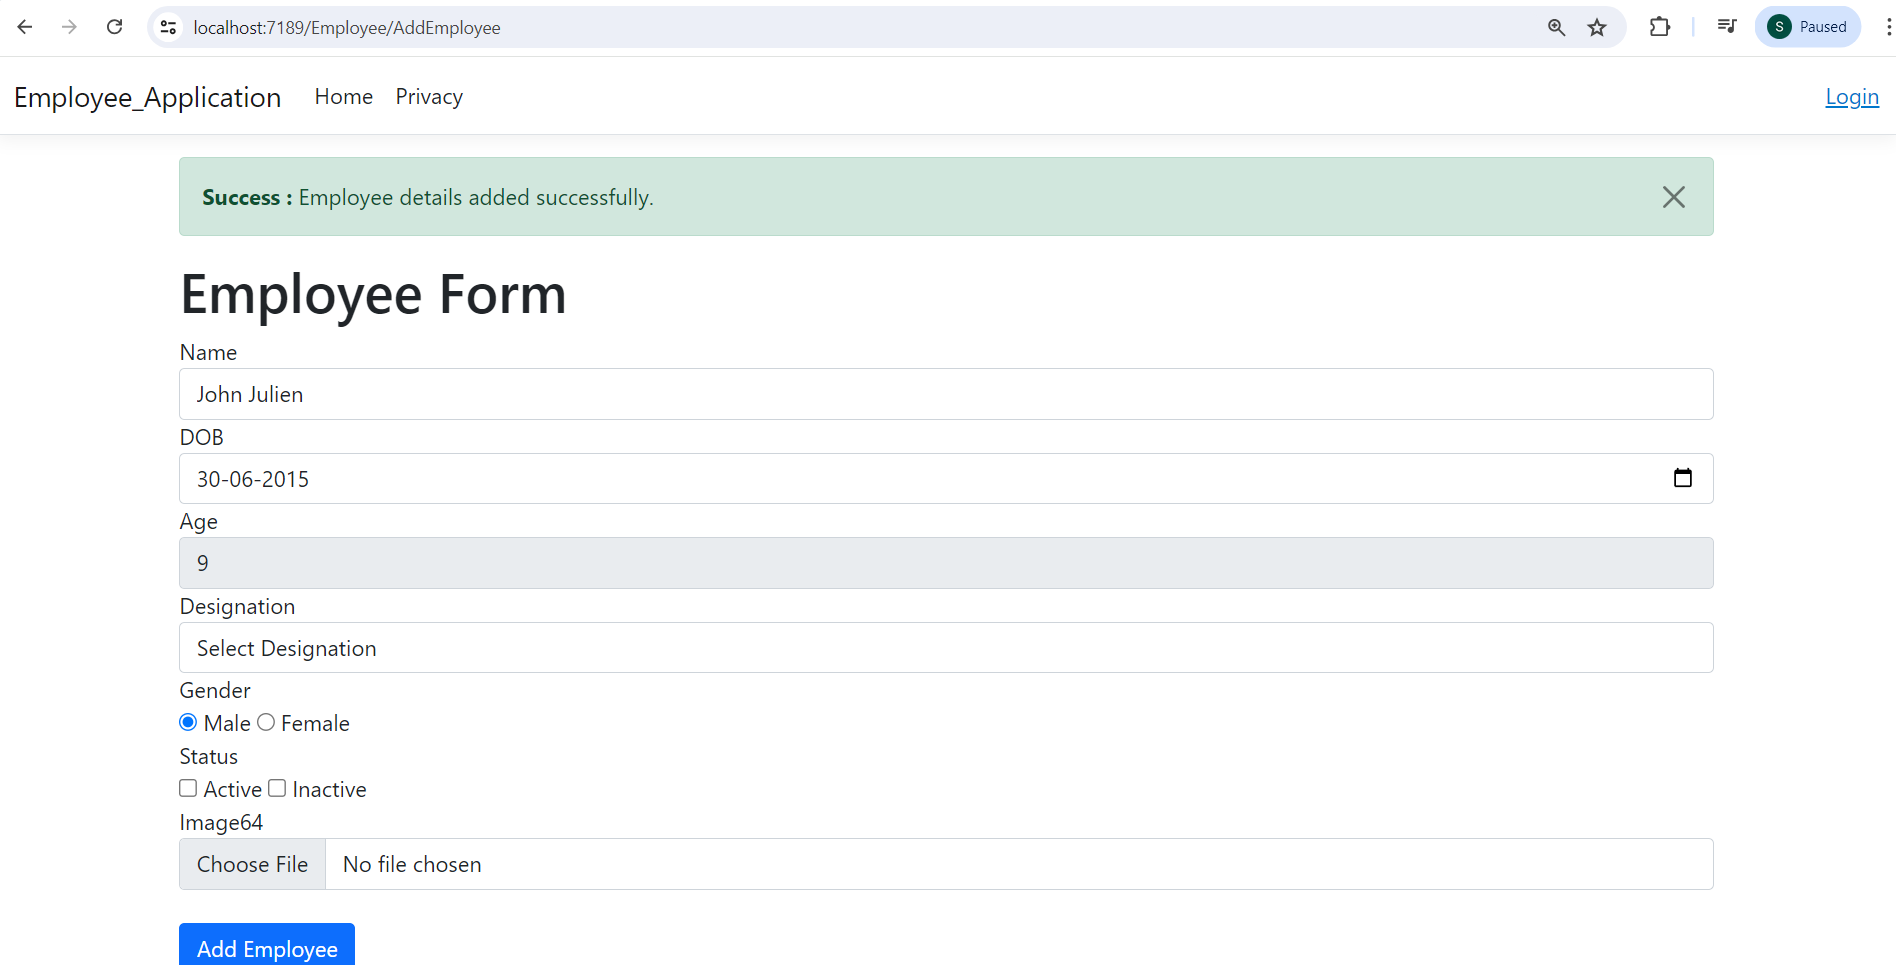 localhost:7189/Employee/AddEmployee
S Paused
Employee_Application Home Privacy Login
Success : Employee details added successfully.
Employee Form
Name
John Julien
DOB
30-06-2015
Age
9
Designation
Select Designation
Gender
Male Female
Status
Active Inactive
Image64
Choose File No file chosen
Add Employee